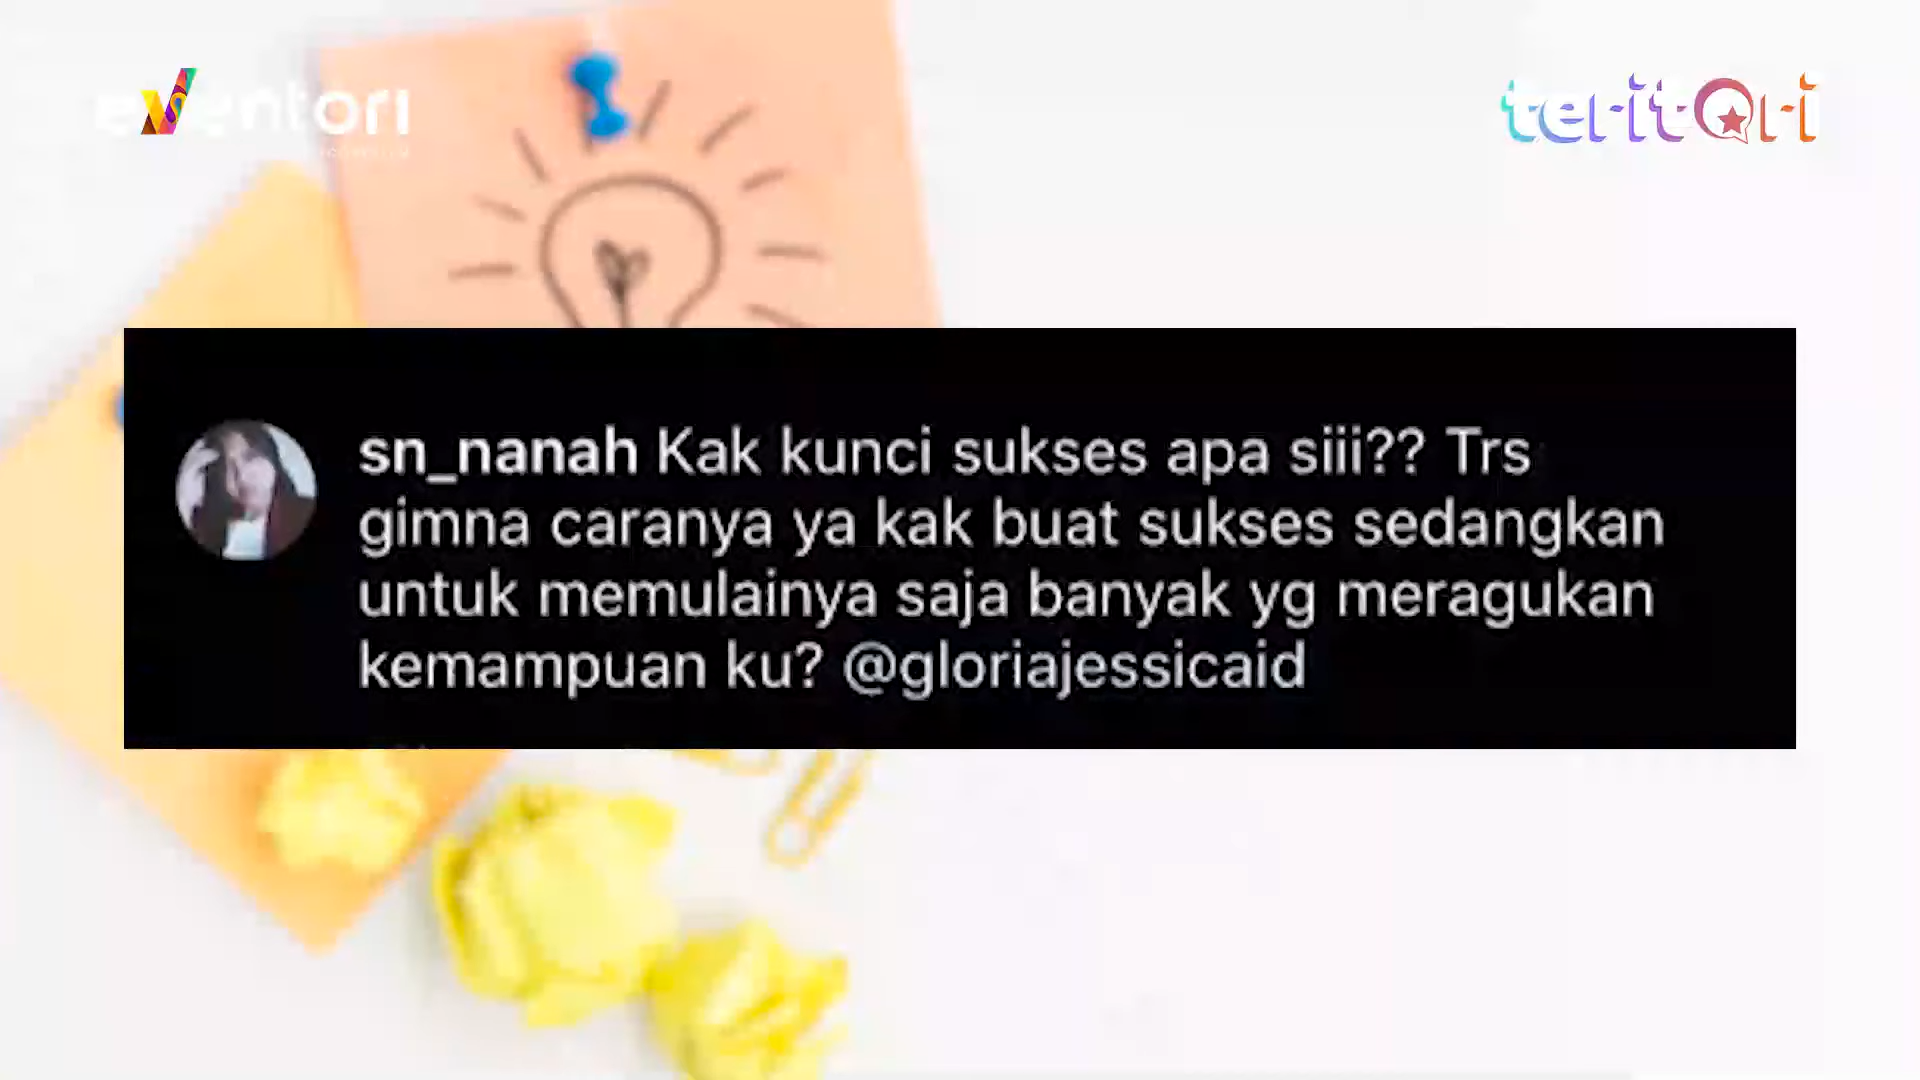 eventori
teritori
sn_nanah Kak kunci sukses apa siii?? Trs
gimna caranya ya kak buat sukses sedangkan
untuk memulainya saja banyak yg meragukan
kemampuan ku? @gloriajessicaid